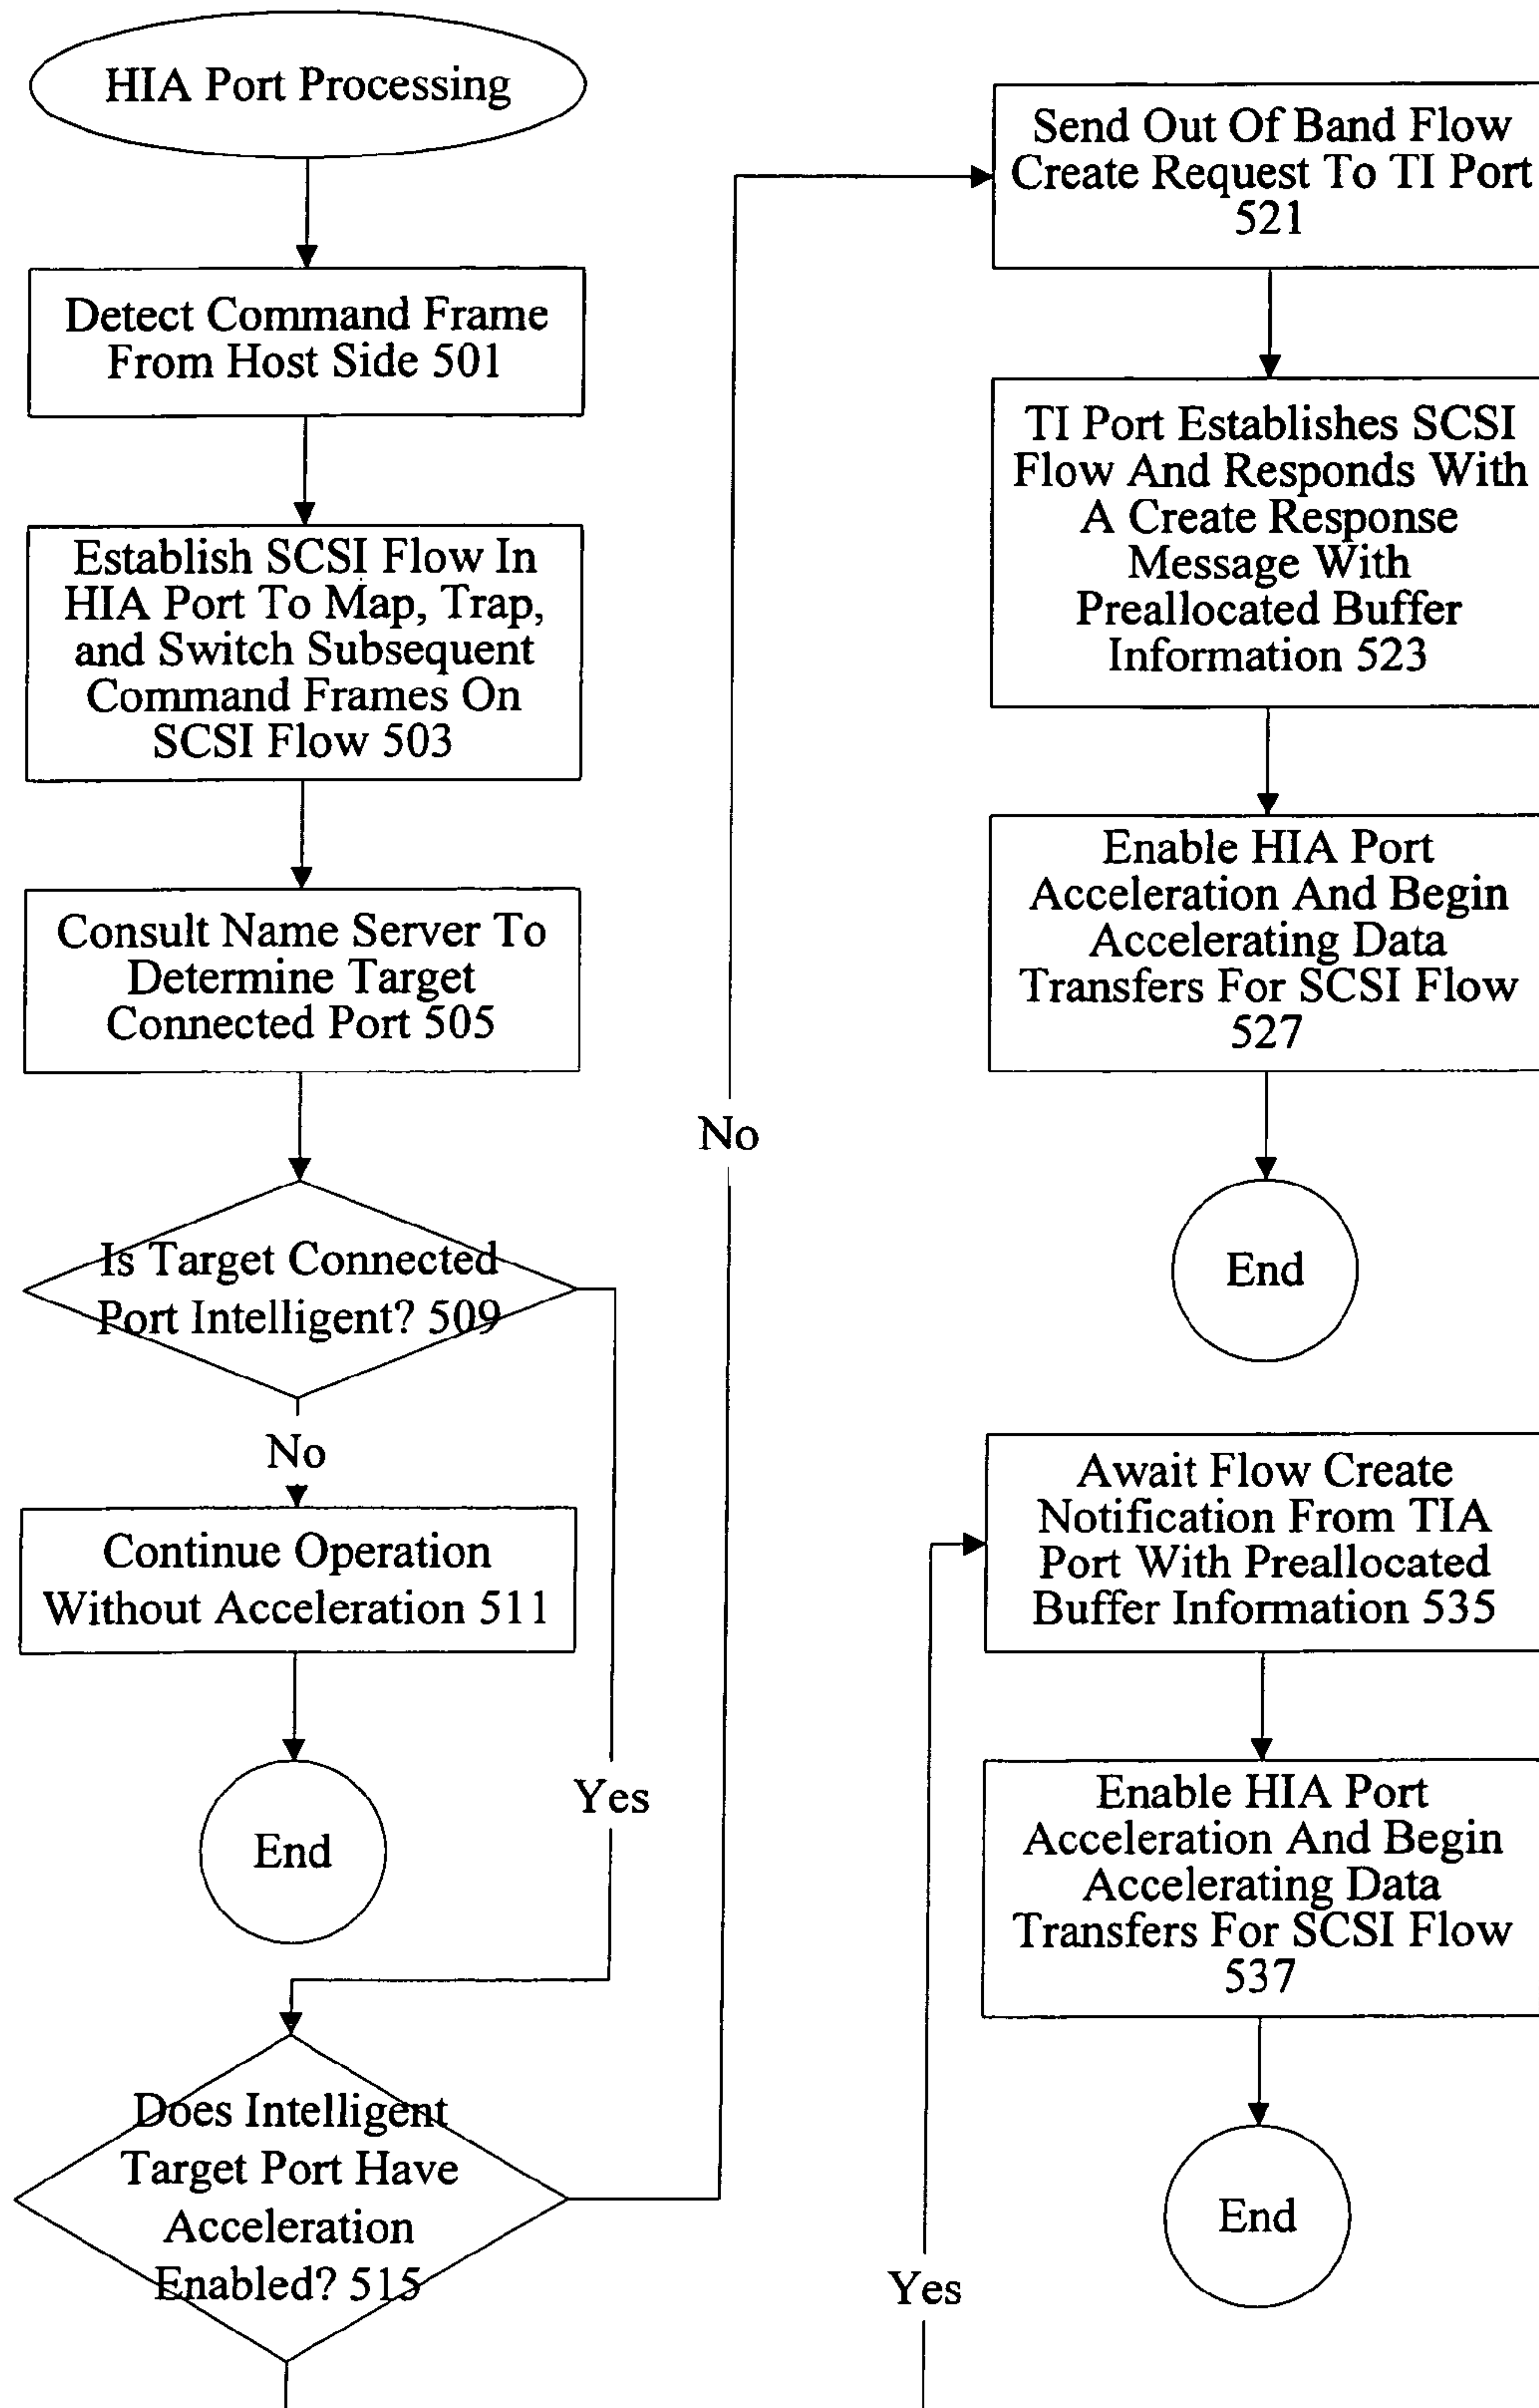 HIA Port Processing
Detect Command Frame
From Host Side 501
Establish SCSI Flow In
HIA Port To Map, Trap,
and Switch Subsequent
Command Frames On
SCSI Flow 503
Consult Name Server To
Determine Target
Connected Port 505
Is Target Connected
Port Intelligent? 509
No
Continue Operation
Without Acceleration 511
End
Yes
Does Intelligent
Target Port Have
Acceleration
Enabled? 515
No
Send Out Of Band Flow
Create Request To TI Port
521
TI Port Establishes SCSI
Flow And Responds With
A Create Response
Message With
Preallocated Buffer
Information 523
Enable HIA Port
Acceleration And Begin
Accelerating Data
Transfers For SCSI Flow
527
End
Yes
Await Flow Create
Notification From TIA
Port With Preallocated
Buffer Information 535
Enable HIA Port
Acceleration And Begin
Accelerating Data
Transfers For SCSI Flow
537
End